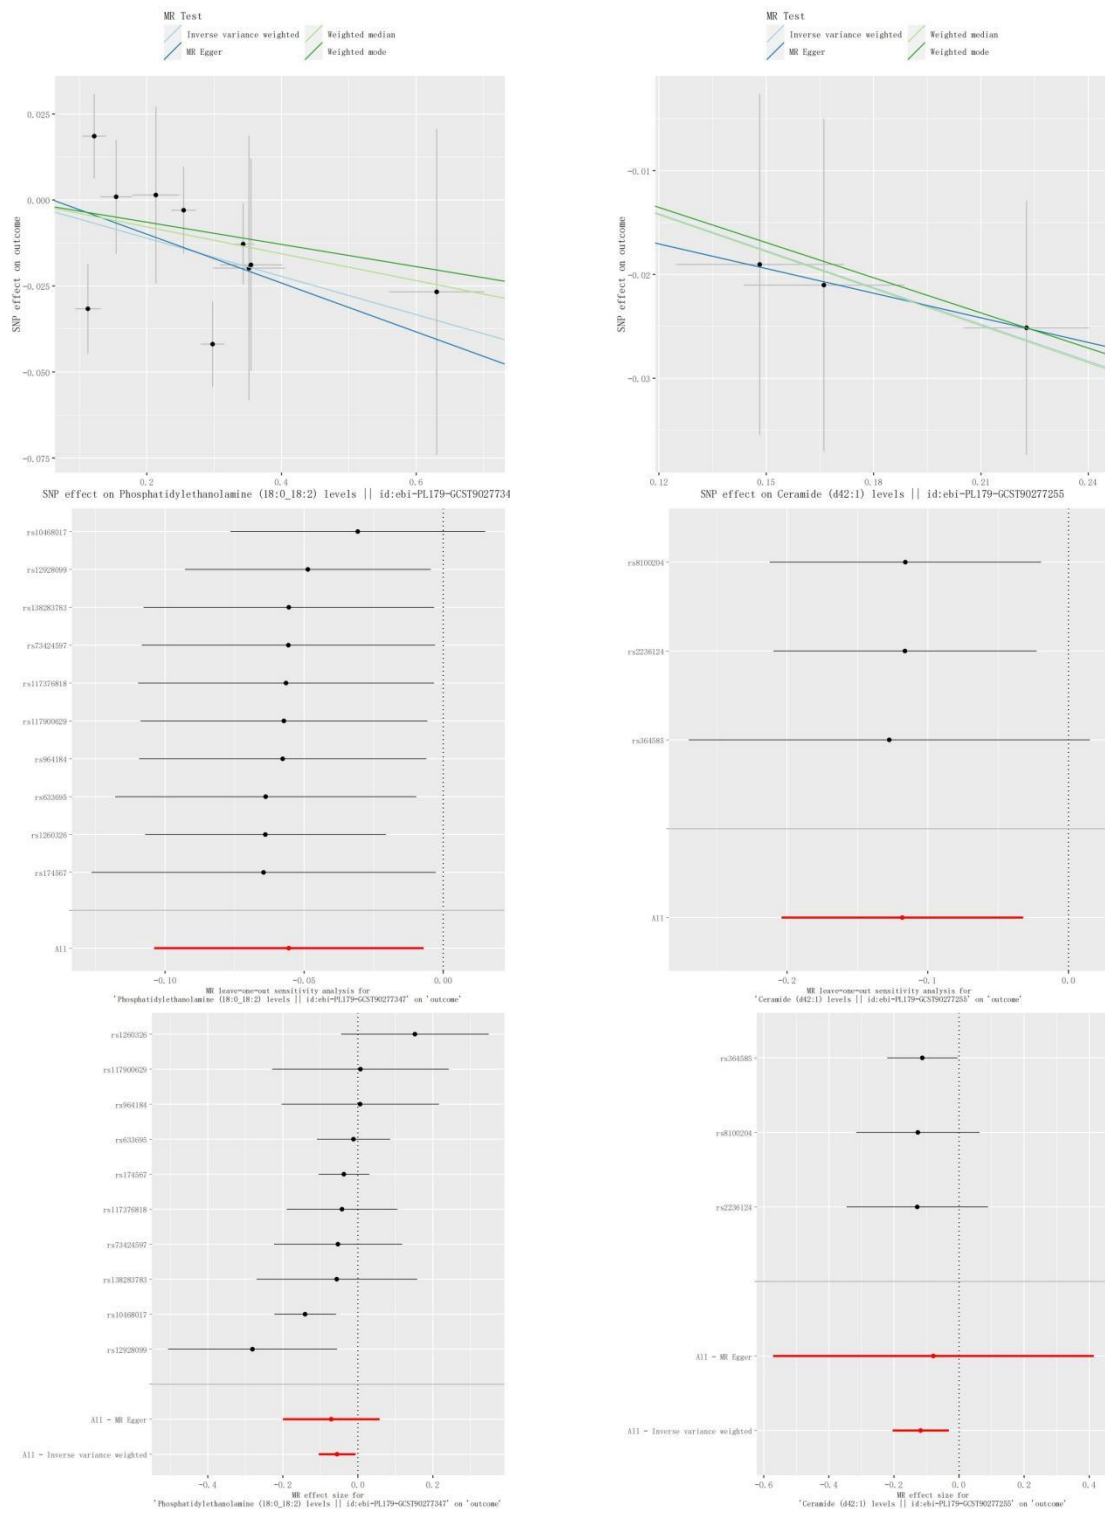 MR Test
Inverse variance weighted
Weighted median
MR Egger
Weighted mode
0.025
0.000
-0.025
-0.050
-0.075
SNP effect on outcome
0.2
0.4
0.6
SNP effect on Phosphatidylethanolamine (18:0_18:2) levels || id:ebi-PL179-GCST9027734
MR Test
Inverse variance weighted
Weighted median
MR Egger
Weighted mode
-0.01
-0.02
-0.03
SNP effect on outcome
0.12
0.15
0.18
0.21
0.24
SNP effect on Ceramide (d42:1) levels || id:ebi-PL179-GCST90277255
rs10468017
rs12928099
rs138283783
rs73424597
rs117376818
rs117900629
rs964184
rs633695
rs1260326
rs174567
All
-0.10
-0.05
0.00
MR leave-one-out sensitivity analysis for
'Phosphatidylethanolamine (18:0_18:2) levels || id:ebi-PL179-GCST90277347' on 'outcome'
rs8100204
rs2236124
rs364585
All
-0.2
-0.1
0.0
MR leave-one-out sensitivity analysis for
'Ceramide (d42:1) levels || id:ebi-PL179-GCST90277255' on 'outcome'
rs1260326
rs117900629
rs964184
rs633695
rs174567
rs117376818
rs73424597
rs138283783
rs10468017
rs12928099
All - MR Egger
All - Inverse variance weighted
-0.4
-0.2
0.0
0.2
MR effect size for
'Phosphatidylethanolamine (18:0_18:2) levels || id:ebi-PL179-GCST90277347' on 'outcome'
rs364585
rs8100204
rs2236124
All - MR Egger
All - Inverse variance weighted
-0.6
-0.4
-0.2
0.0
0.2
0.4
MR effect size for
'Ceramide (d42:1) levels || id:ebi-PL179-GCST90277255' on 'outcome'